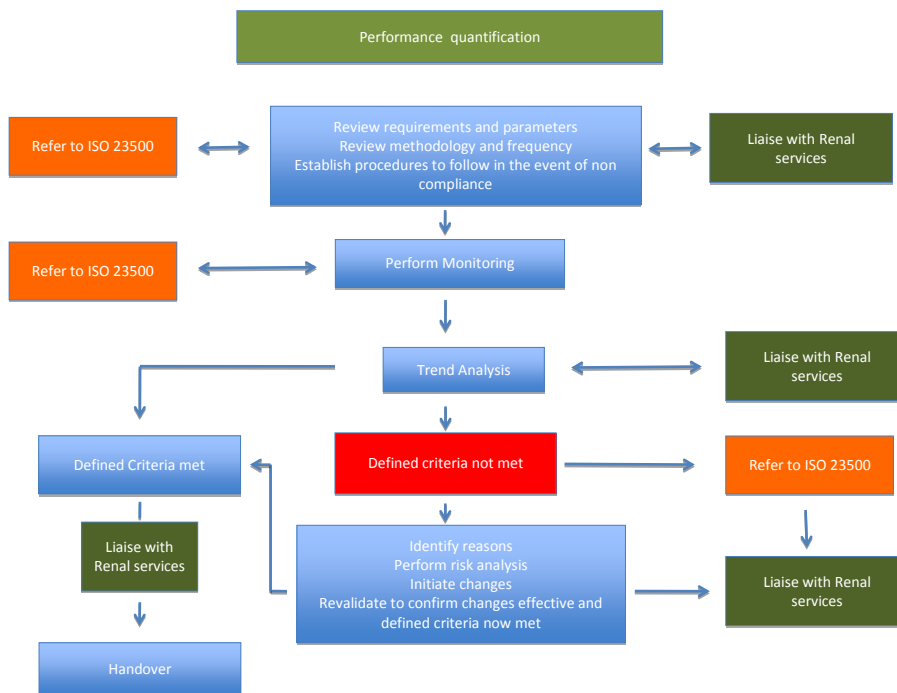 Performance quantification
Refer to ISO 23500
Review requirements and parameters
Review methodology and frequency
Establish procedures to follow in the event of non
compliance
Liaise with Renal
services
Refer to ISO 23500
Perform Monitoring
Trend Analysis
Liaise with Renal
services
Defined Criteria met
Defined criteria not met
Refer to ISO 23500
Liaise with
Renal services
Identify reasons
Perform risk analysis
Initiate changes
Revalidate to confirm changes effective and
defined criteria now met
Liaise with Renal
services
Handover